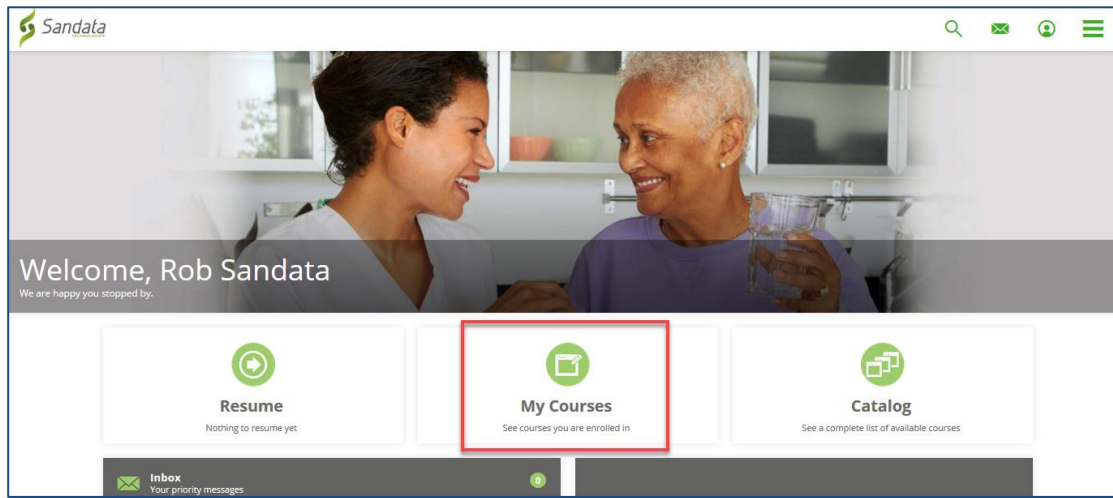 Sandata
TECHNOLOGIES
Welcome, Rob Sandata
We are happy you stopped by.
Resume
Nothing to resume yet
My Courses
See courses you are enrolled in
Catalog
See a complete list of available courses
Inbox
0
Your priority messages